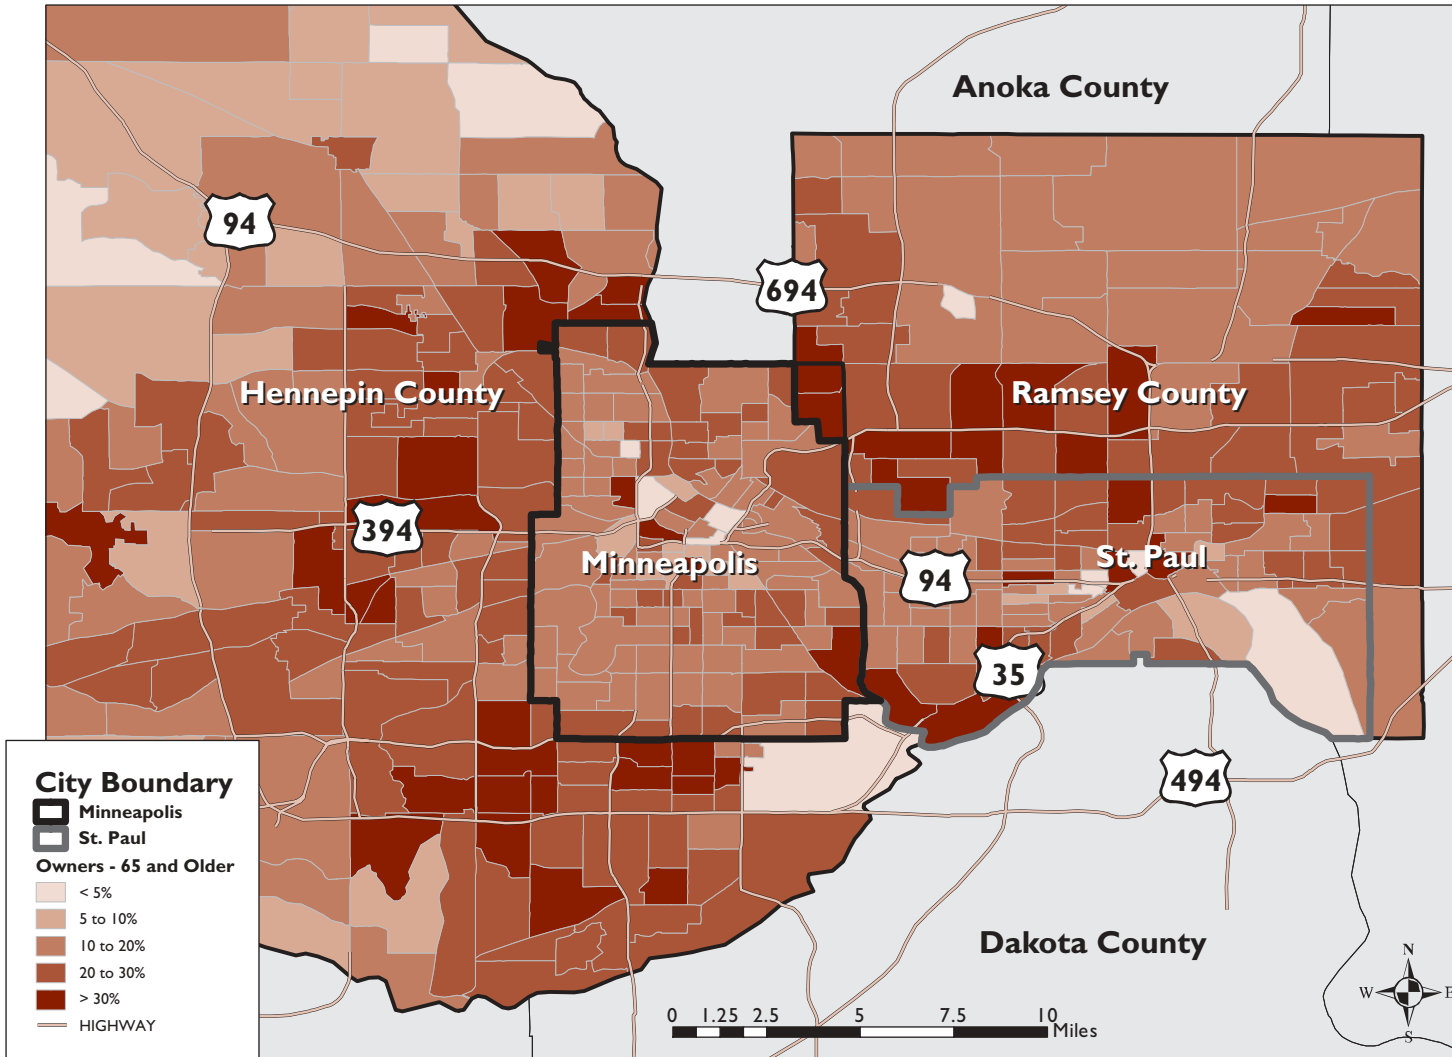 Anoka County
94
694
Hennepin County
Ramsey County
394
Minneapolis
St. Paul
94
35
494
City Boundary
Minneapolis
St. Paul
Owners - 65 and Older
< 5%
5 to 10%
10 to 20%
20 to 30%
> 30%
HIGHWAY
Dakota County
0 1.25 2.5 5 7.5 10
Miles
N
W E
S